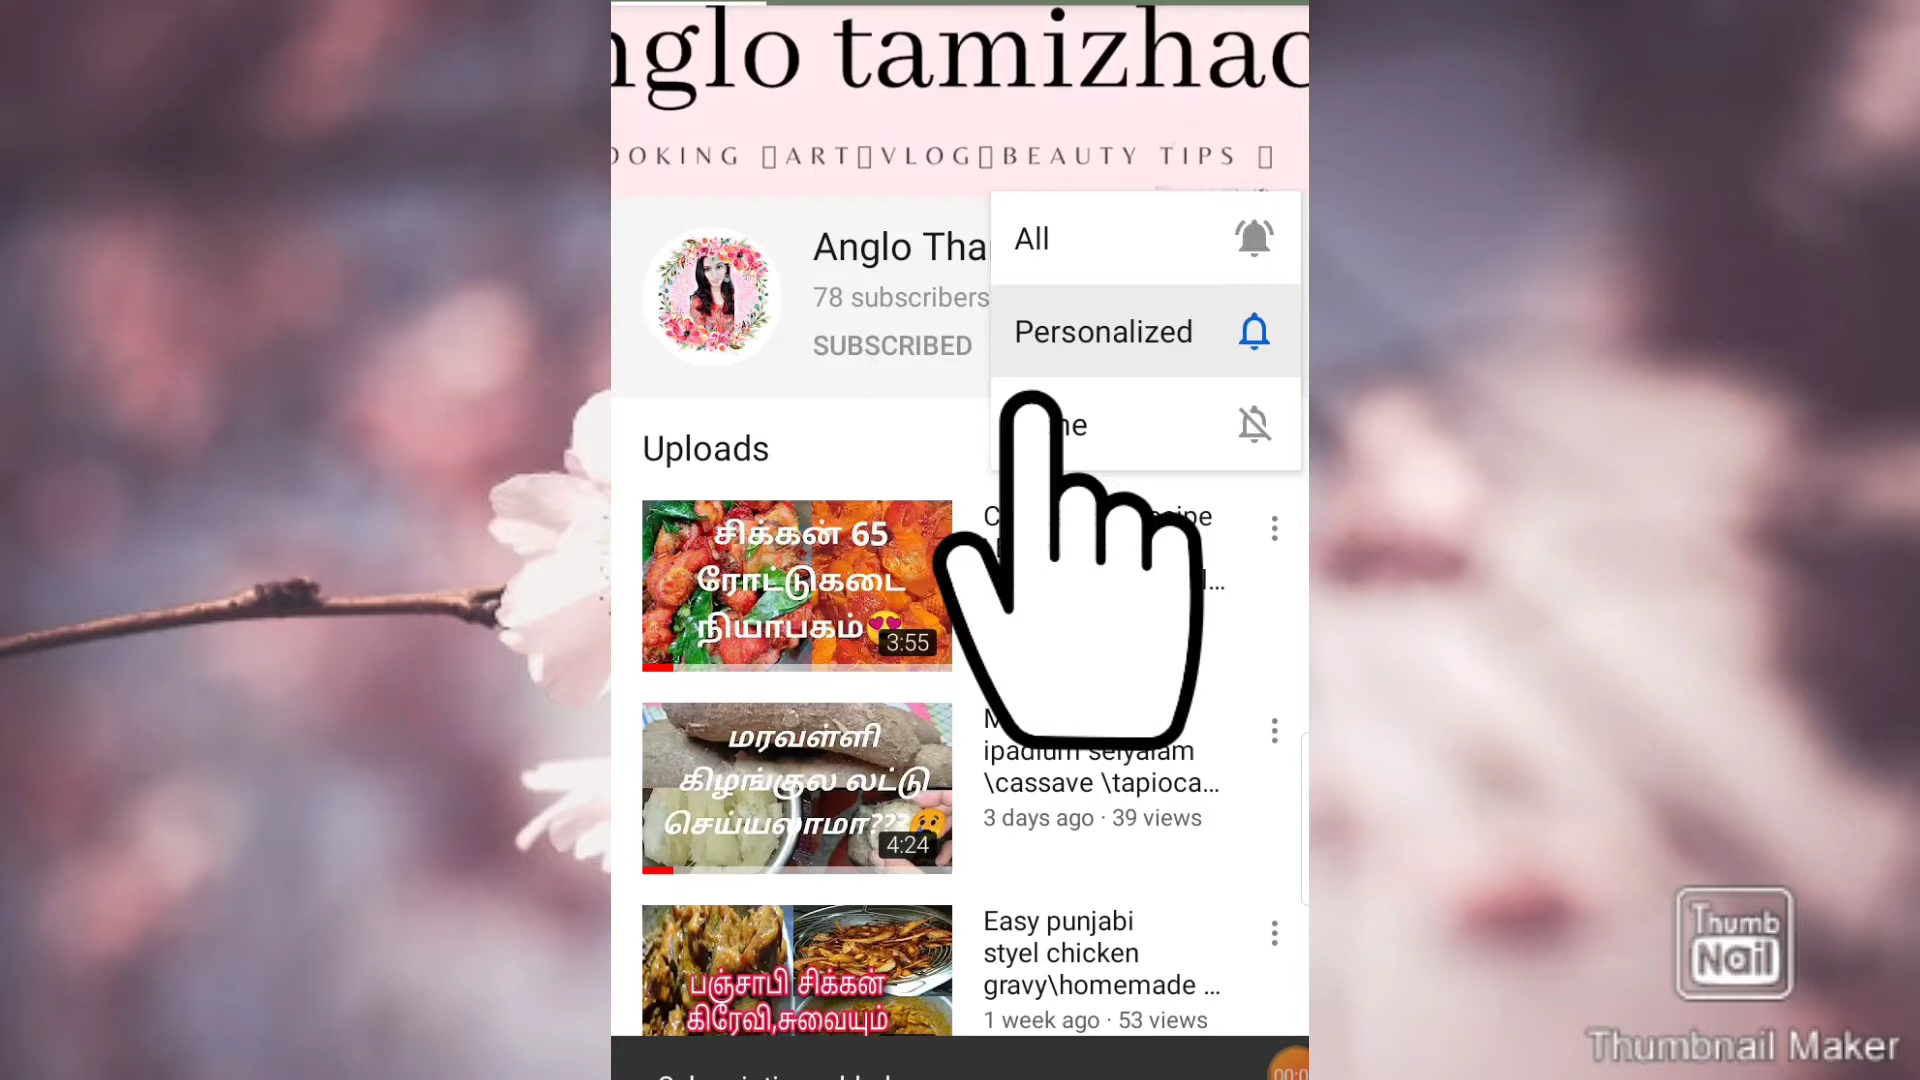 nglo tamizhac
OOKING ART VLOG BEAUTY TIPS
Anglo Tha
78 subscribers
SUBSCRIBED
All
Personalized
Uploads
சிக்கன் 65
ரோட்டுகடை
நியாபகம்😍
3:55
மரவள்ளி
கிழங்குல லட்டு
செய்யலாமா???😢
4:24
ipadium seiyalam
\cassave \tapioca...
3 days ago · 39 views
பஞ்சாபி சிக்கன்
கிரேவி,சுவையும்
Easy punjabi
styel chicken
gravy\homemade ...
1 week ago · 53 views
Thumb
Nail
Thumbnail Maker